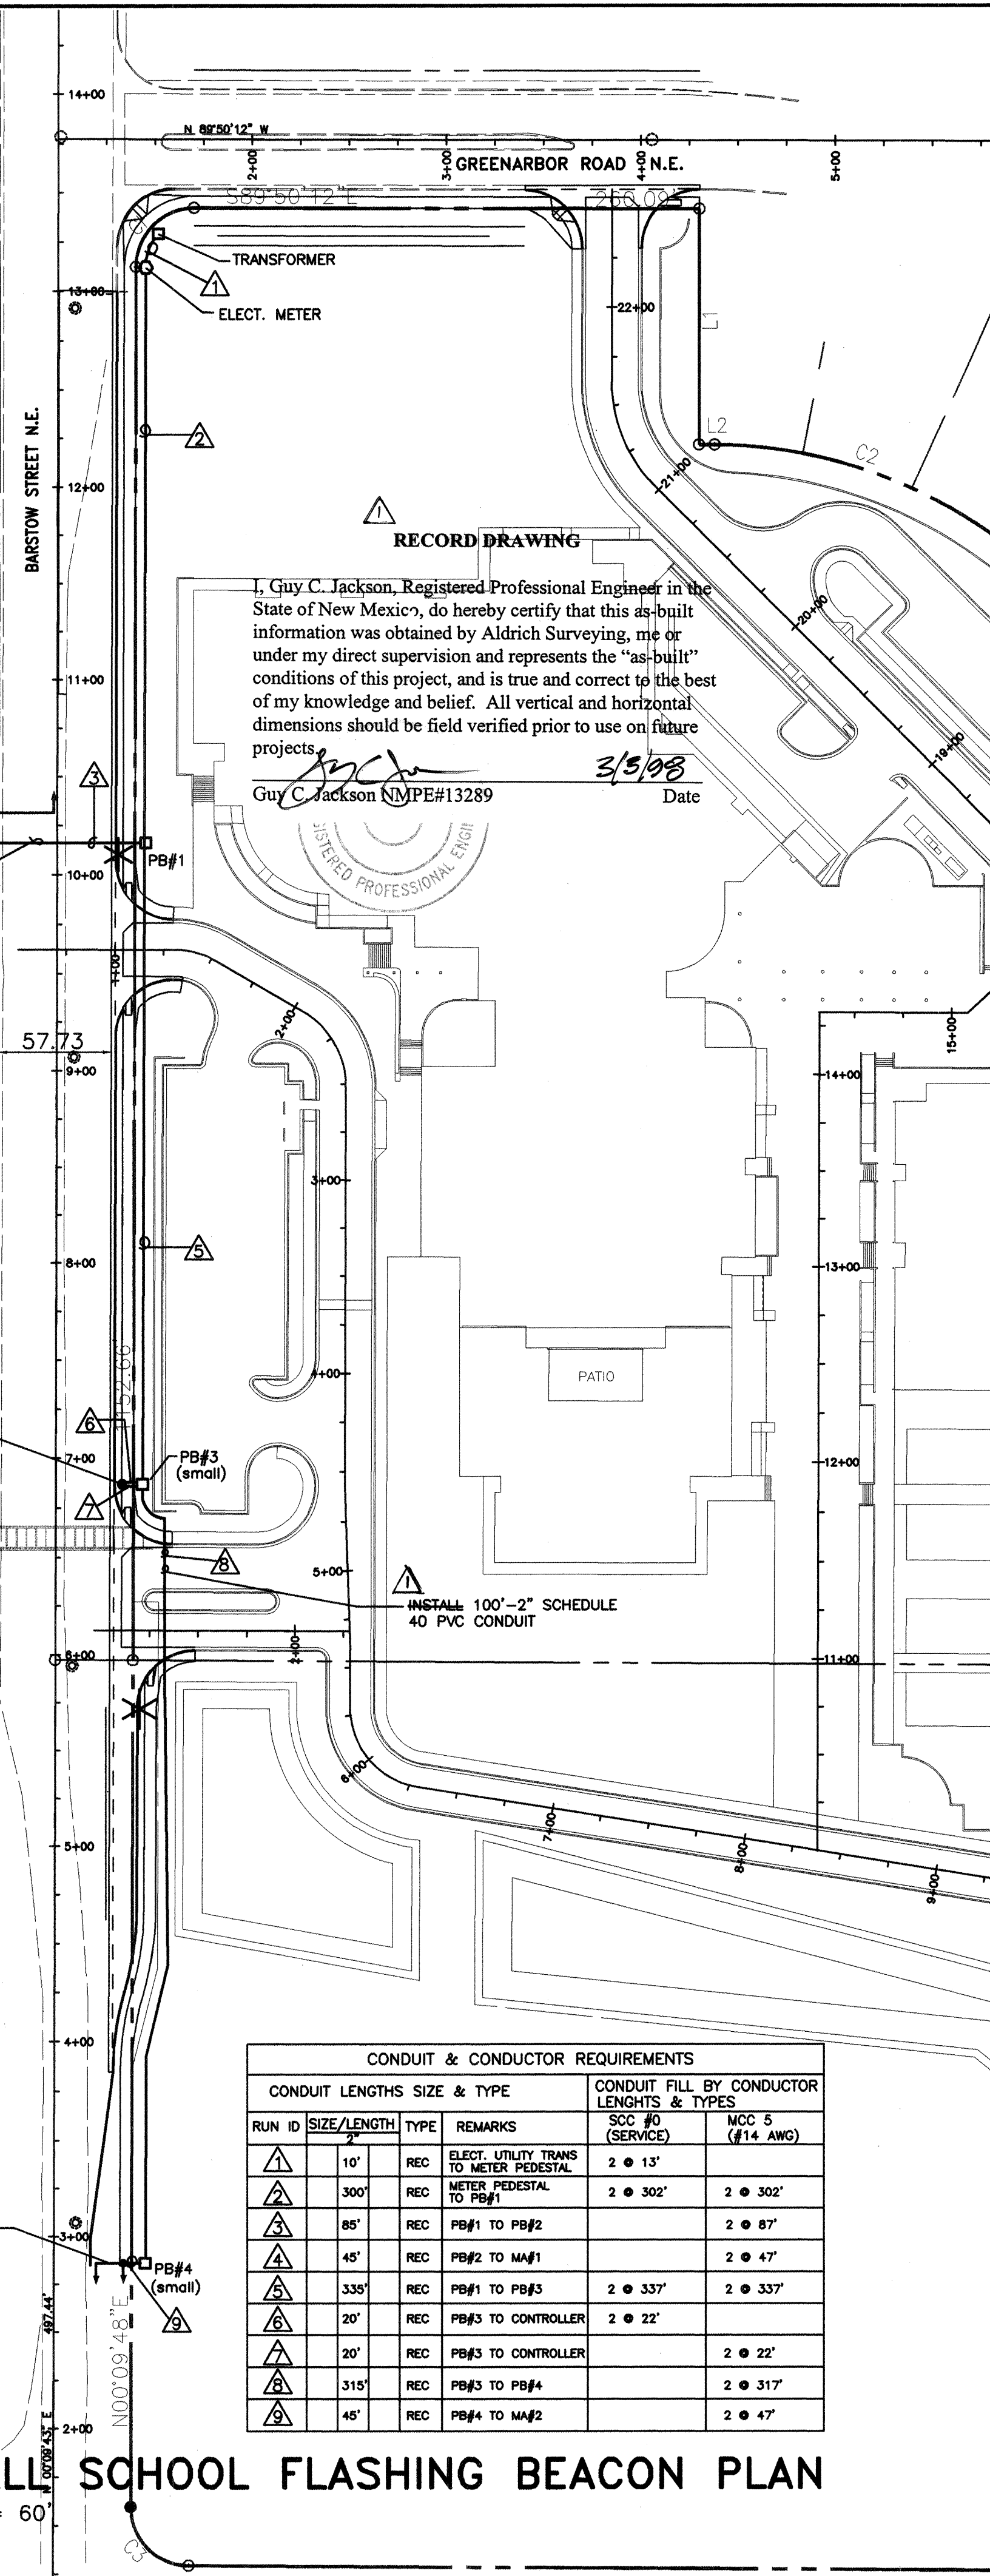 14+00
N 89°50'12" W
2+00
3+00
4+00
5+00
GREENARBOR ROAD N.E.
S89°50'12"E
260.09'
TRANSFORMER
1
ELECT. METER
13+00
22+00
L1
BARSTOW STREET N.E.
2
L2
C2
12+00
21+00
1
RECORD DRAWING
I, Guy C. Jackson, Registered Professional Engineer in the
State of New Mexico, do hereby certify that this as-built
information was obtained by Aldrich Surveying, me or
under my direct supervision and represents the “as-built”
conditions of this project, and is true and correct to the best
of my knowledge and belief. All vertical and horizontal
dimensions should be field verified prior to use on future
projects.
3/3/98
Guy C. Jackson NMPE#13289 Date
20+00
11+00
19+00
3
PB#1
ISTERED PROFESSIONAL ENGI
10+00
1+00
2+00
57.73
9+00
15+00
14+00
3+00
5
8+00
13+00
152.66'
4+00
PATIO
6
7+00
PB#3
(small)
12+00
7
8
5+00
1
INSTALL 100'-2" SCHEDULE
40 PVC CONDUIT
6+00
2+00
11+00
6+00
5+00
7+00
8+00
9+00
4+00
CONDUIT & CONDUCTOR REQUIREMENTS
CONDUIT LENGTHS SIZE & TYPE
CONDUIT FILL BY CONDUCTOR
LENGHTS & TYPES
RUN ID SIZE/LENGTH TYPE REMARKS SCC #0 MCC 5
2" (SERVICE) (#14 AWG)
1 10' REC ELECT. UTILITY TRANS TO METER PEDESTAL 2 @ 13'
2 300' REC METER PEDESTAL TO PB#1 2 @ 302' 2 @ 302'
3 85' REC PB#1 TO PB#2 2 @ 87'
4 45' REC PB#2 TO MA#1 2 @ 47'
5 335' REC PB#1 TO PB#3 2 @ 337' 2 @ 337'
6 20' REC PB#3 TO CONTROLLER 2 @ 22'
7 20' REC PB#3 TO CONTROLLER 2 @ 22'
8 315' REC PB#3 TO PB#4 2 @ 317'
9 45' REC PB#4 TO MA#2 2 @ 47'
3+00
PB#4
(small)
9
497.44'
N00°09'48"E
N 00°09'43" E
2+00
LL SCHOOL FLASHING BEACON PLAN
= 60'
C3